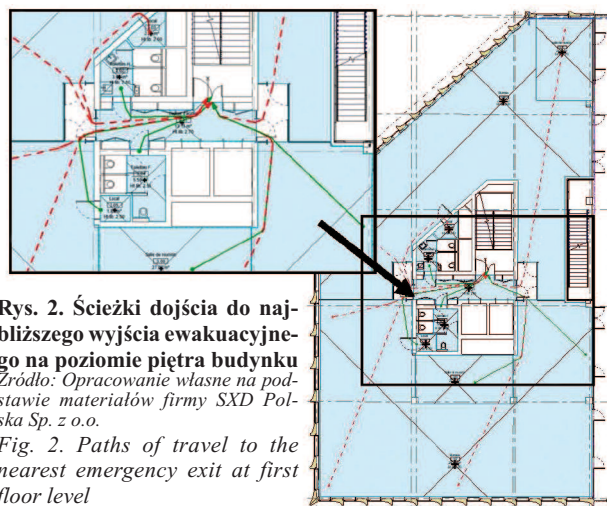 Rys. 2. Ścieżki dojścia do naj-
bliższego wyjścia ewakuacyjne-
go na poziomie piętra budynku
Źródło: Opracowanie własne na pod-
stawie materiałów firmy SXD Pol-
ska Sp. z o.o.
Fig. 2. Paths of travel to the
nearest emergency exit at first
floor level